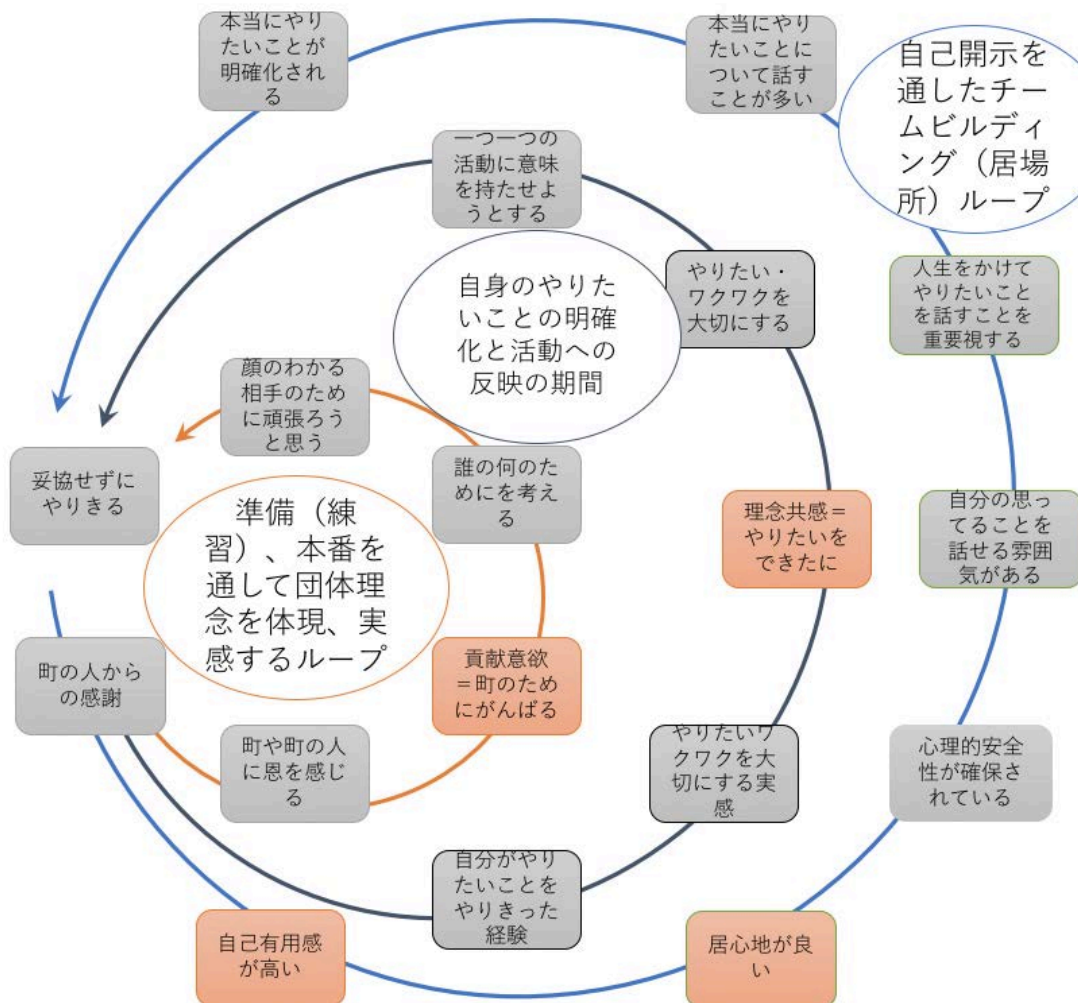 本当にやり
たいことが
明確化され
る
本当にやり
たいことに
ついて話す
ことが多い
自己開示を
通したチー
ムビルディ
ング（居場
所）ループ
一つ一つの
活動に意味
を持たせよ
うとする
やりたい・
ワクワクを
大切にする
人生をかけて
やりたいこと
を話すことを
重要視する
自身のやりた
いことの明確
化と活動への
反映の期間
顔のわかる
相手のため
に頑張ろう
と思う
妥協せずに
やりきる
誰の何のた
めにを考え
る
理念共感＝
やりたいを
できたに
自分の思っ
てることを
話せる雰囲
気がある
準備（練
習）、本番を
通して団体理
念を体現、実
感するループ
町の人から
の感謝
貢献意欲
＝町のため
にがんばる
町や町の人
に恩を感じ
る
やりたいワ
クワクを大
切にする実
感
心理的安全
性が確保さ
れている
自分がやり
たいことを
やりきった
経験
自己有用感
が高い
居心地が良
い